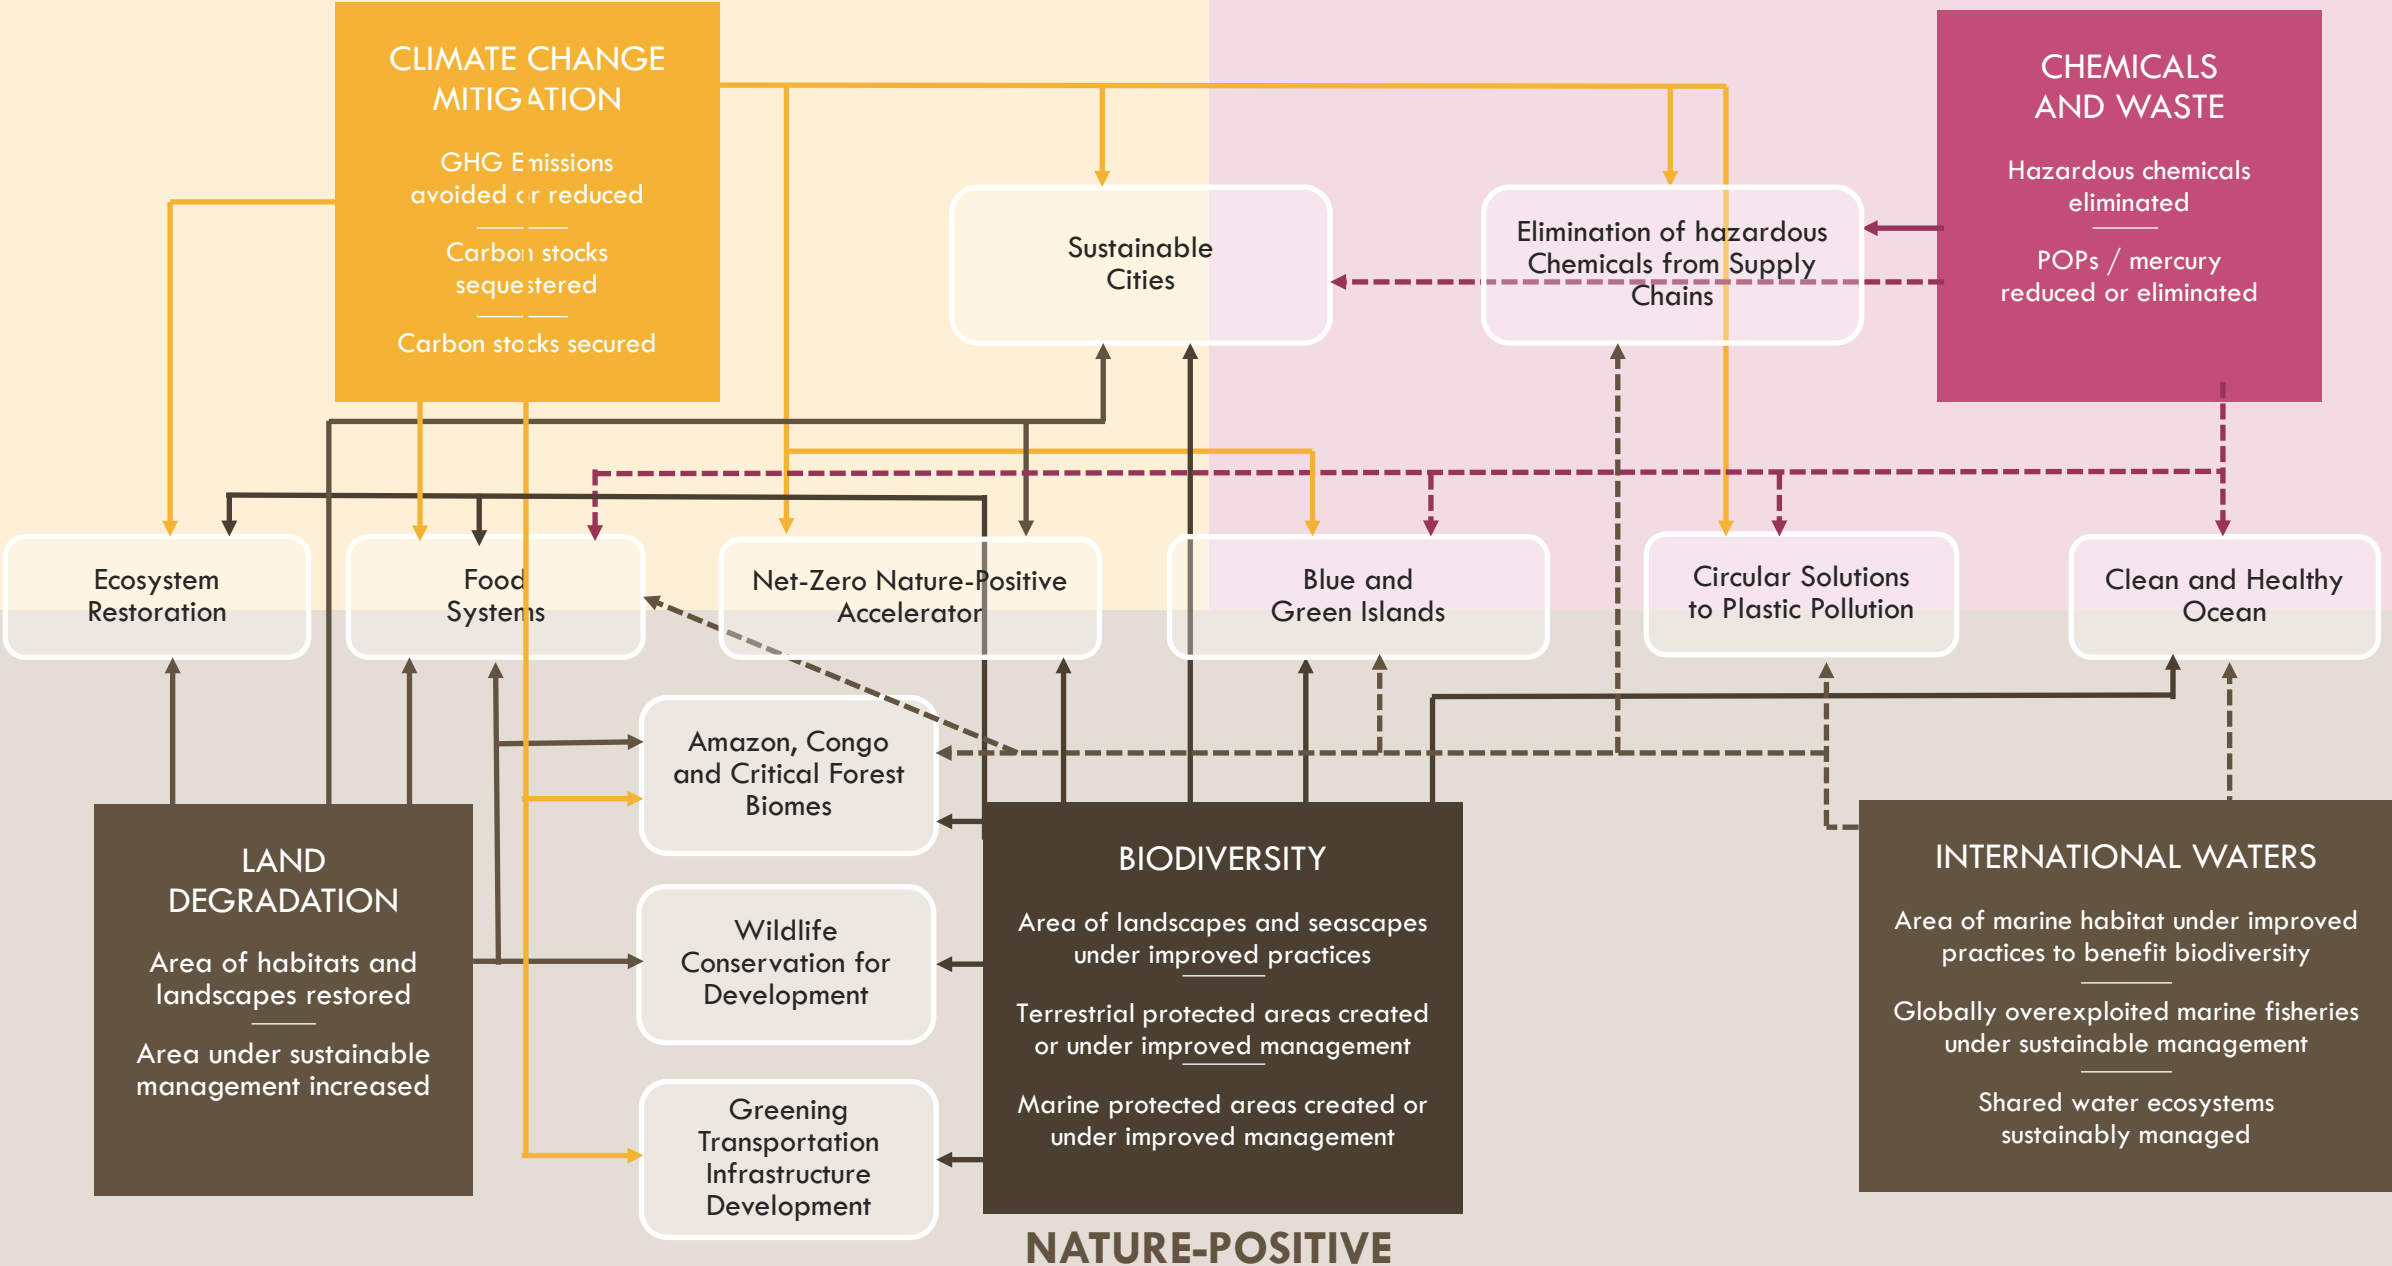 CLIMATE CHANGE
MITIGATION
GHG Emissions
avoided or reduced
Carbon stocks
sequestered
Carbon stocks secured
CHEMICALS
AND WASTE
Hazardous chemicals
eliminated
POPs / mercury
reduced or eliminated
Sustainable
Cities
Elimination of hazardous
Chemicals from Supply
Chains
Ecosystem
Restoration
Food
Systems
Net-Zero Nature-Positive
Accelerator
Blue and
Green Islands
Circular Solutions
to Plastic Pollution
Clean and Healthy
Ocean
Amazon, Congo
and Critical Forest
Biomes
Wildlife
Conservation for
Development
Greening
Transportation
Infrastructure
Development
LAND
DEGRADATION
Area of habitats and
landscapes restored
Area under sustainable
management increased
BIODIVERSITY
Area of landscapes and seascapes
under improved practices
Terrestrial protected areas created
or under improved management
Marine protected areas created or
under improved management
INTERNATIONAL WATERS
Area of marine habitat under improved
practices to benefit biodiversity
Globally overexploited marine fisheries
under sustainable management
Shared water ecosystems
sustainably managed
NATURE-POSITIVE